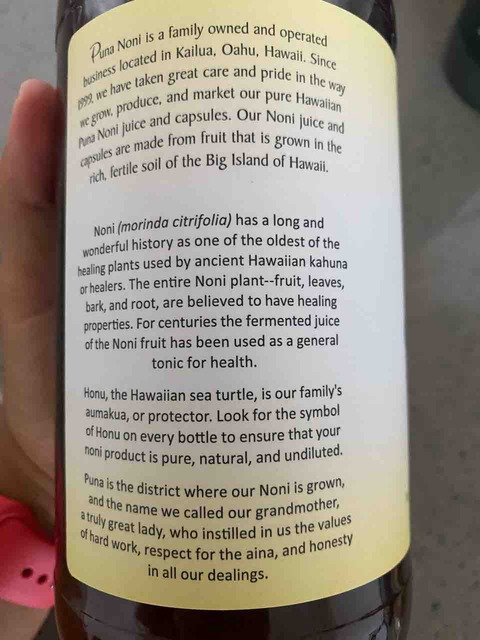 Puna Noni is a family owned and operated
business located in Kailua, Oahu, Hawaii. Since
1999, we have taken great care and pride in the way
we grow, produce, and market our pure Hawaiian
Puna Noni juice and capsules. Our Noni juice and
capsules are made from fruit that is grown in the
rich, fertile soil of the Big Island of Hawaii.
Noni (morinda citrifolia) has a long and
wonderful history as one of the oldest of the
healing plants used by ancient Hawaiian kahuna
or healers. The entire Noni plant--fruit, leaves,
bark, and root, are believed to have healing
properties. For centuries the fermented juice
of the Noni fruit has been used as a general
tonic for health.
Honu, the Hawaiian sea turtle, is our family's
aumakua, or protector. Look for the symbol
of Honu on every bottle to ensure that your
noni product is pure, natural, and undiluted.
Puna is the district where our Noni is grown,
and the name we called our grandmother,
a truly great lady, who instilled in us the values
of hard work, respect for the aina, and honesty
in all our dealings.